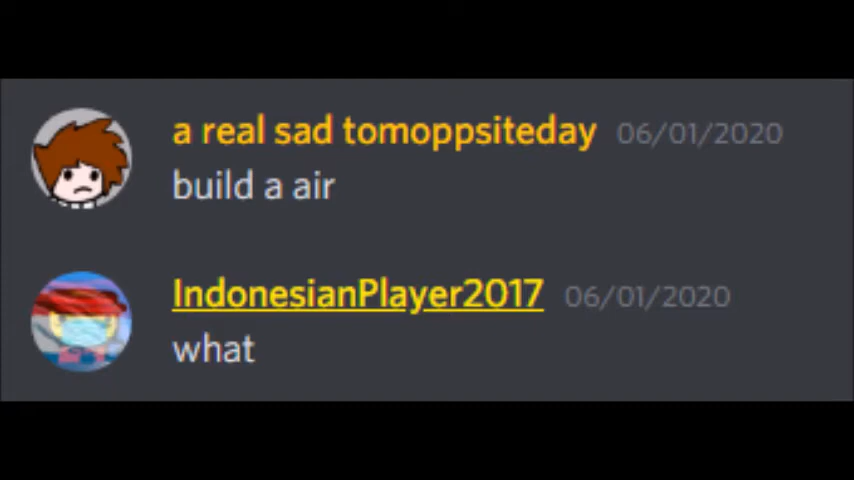 a real sad tomoppsiteday 06/01/2020
build a air
IndonesianPlayer2017 06/01/2020
what